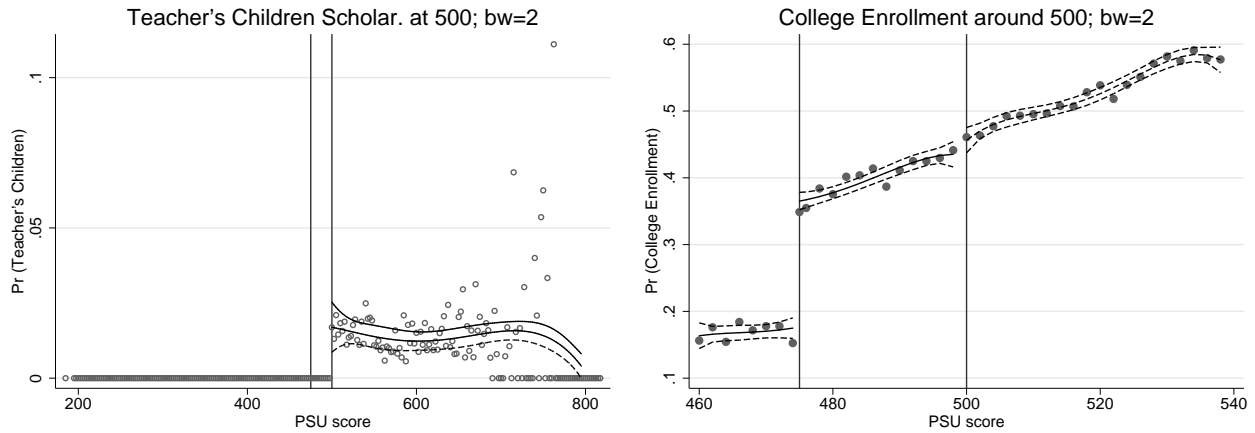 Teacher's Children Scholar. at 500; bw=2
Pr (Teacher's Children)
.1
.05
0
200 400 600 800
PSU score
College Enrollment around 500; bw=2
Pr (College Enrollment)
.6
.5
.4
.3
.2
.1
460 480 500 520 540
PSU score